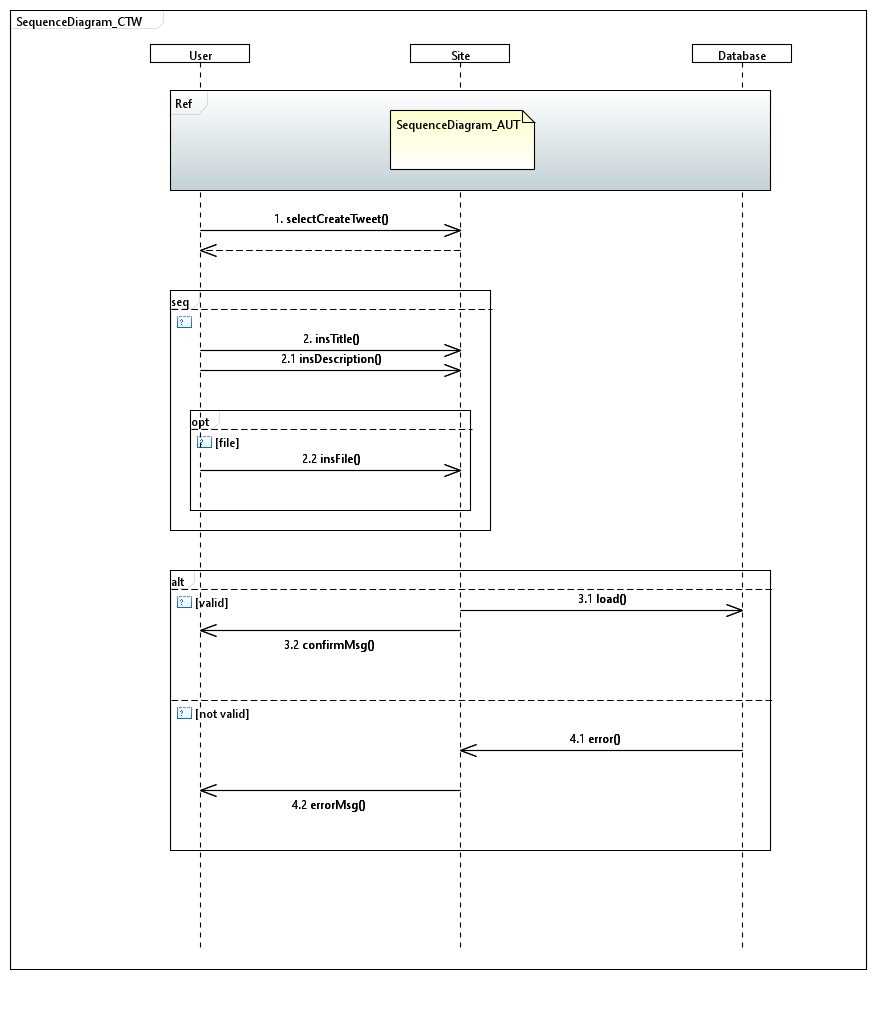 SequenceDiagram_CTW
User
Site
Database
Ref
SequenceDiagram_AUT
1. selectCreateTweet()
seq
?
2. insTitle()
2.1 insDescription()
opt
? [file]
2.2 insFile()
alt
? [valid]
3.1 load()
3.2 confirmMsg()
? [not valid]
4.1 error()
4.2 errorMsg()